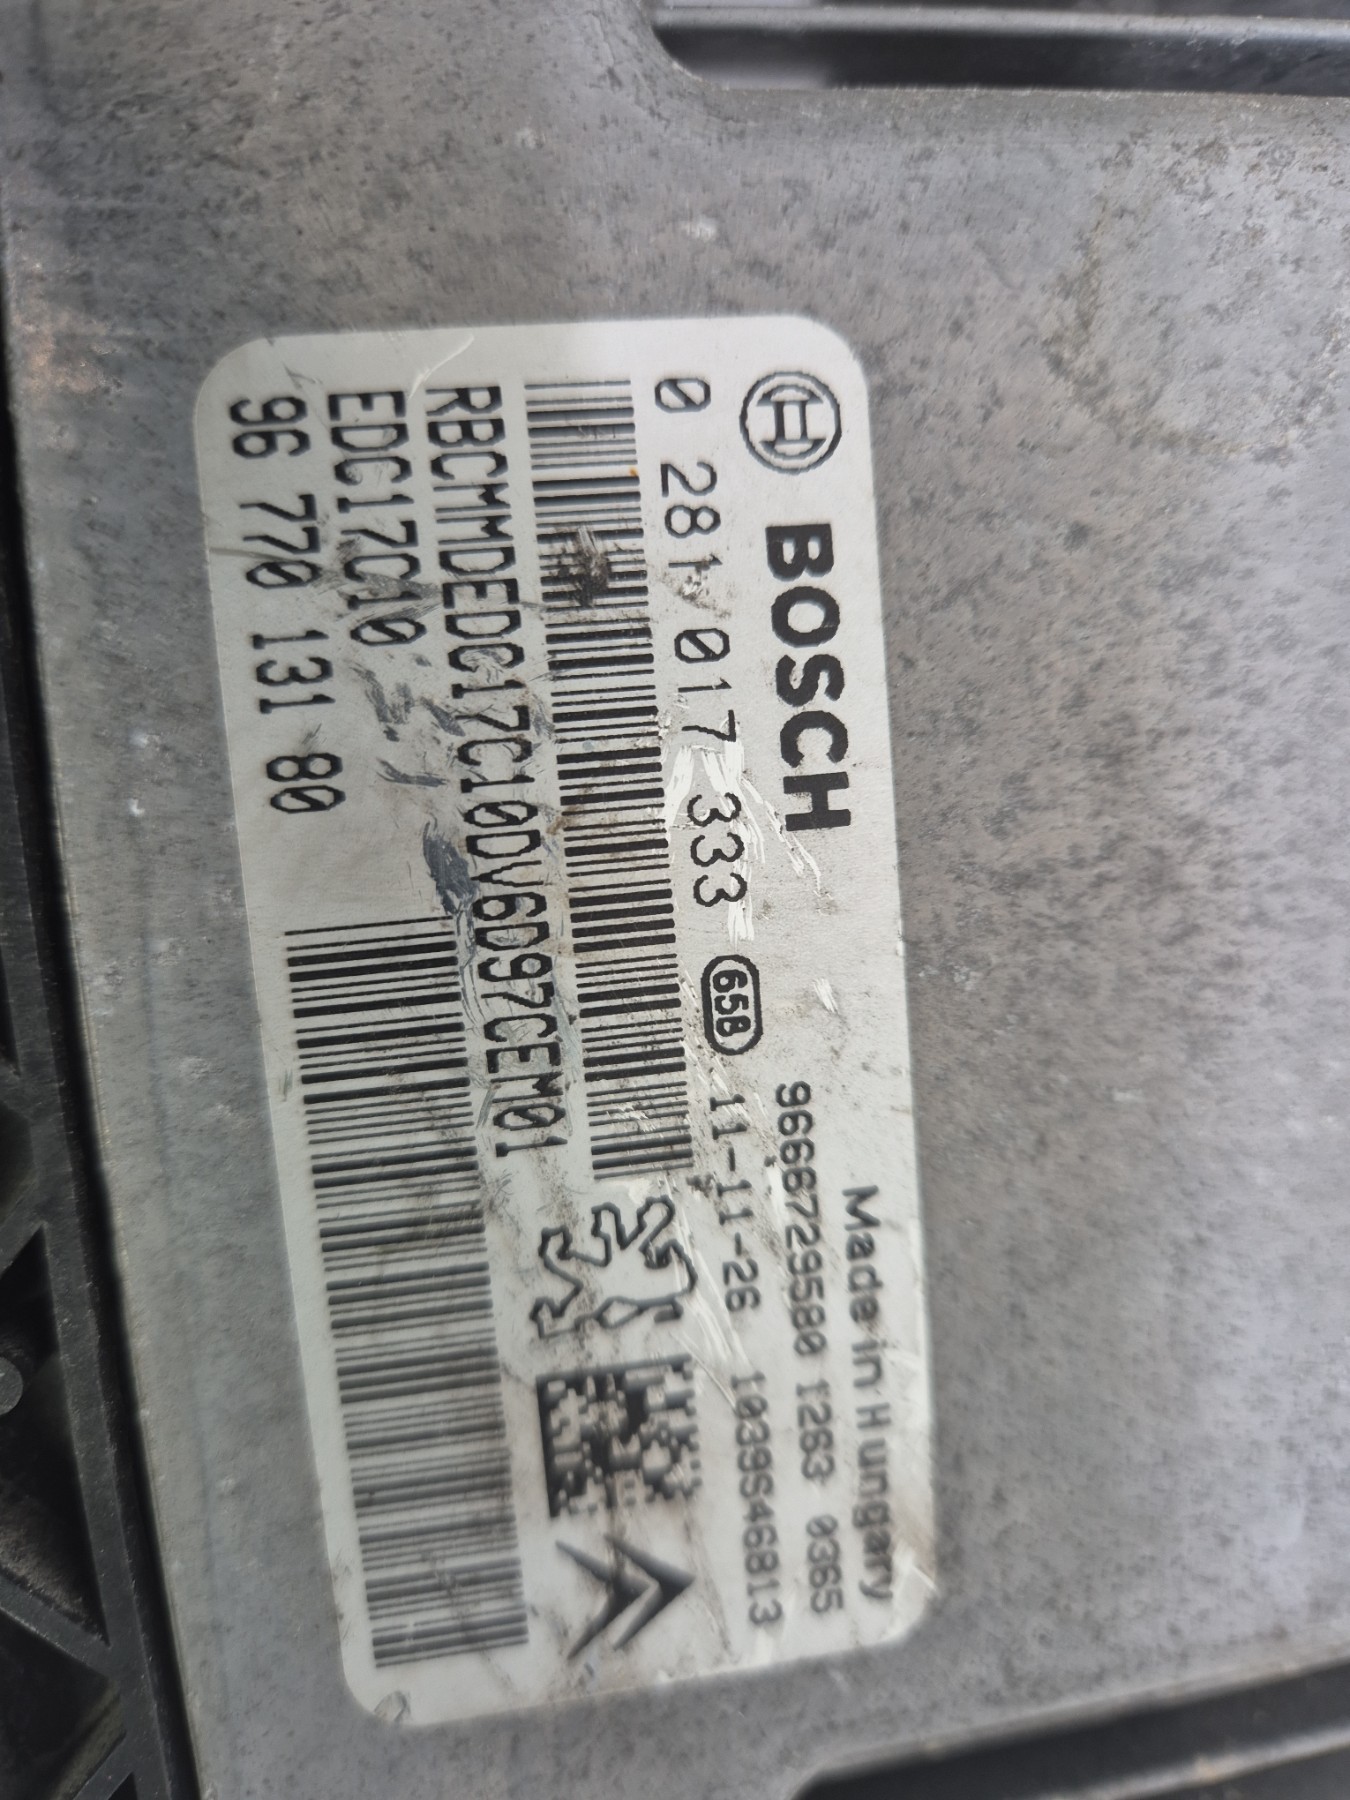 BOSCH
Made in Hungary
9666729580 1263 0365
0 281 017 333 65B 11-11-26 1039S46813
RBCMMDEDC17C10DV6D97CEM01
EDC17C10
96 770 131 80